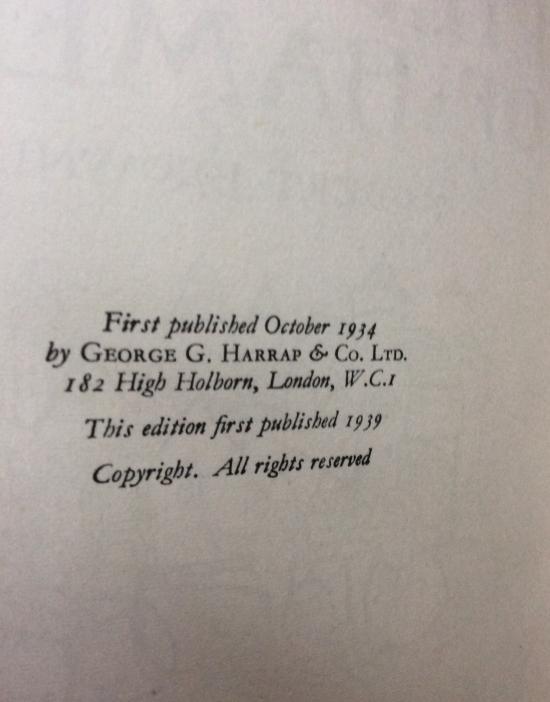 First published October 1934
by GEORGE G. HARRAP & Co. LTD.
182 High Holborn, London, W.C.1
This edition first published 1939
Copyright. All rights reserved